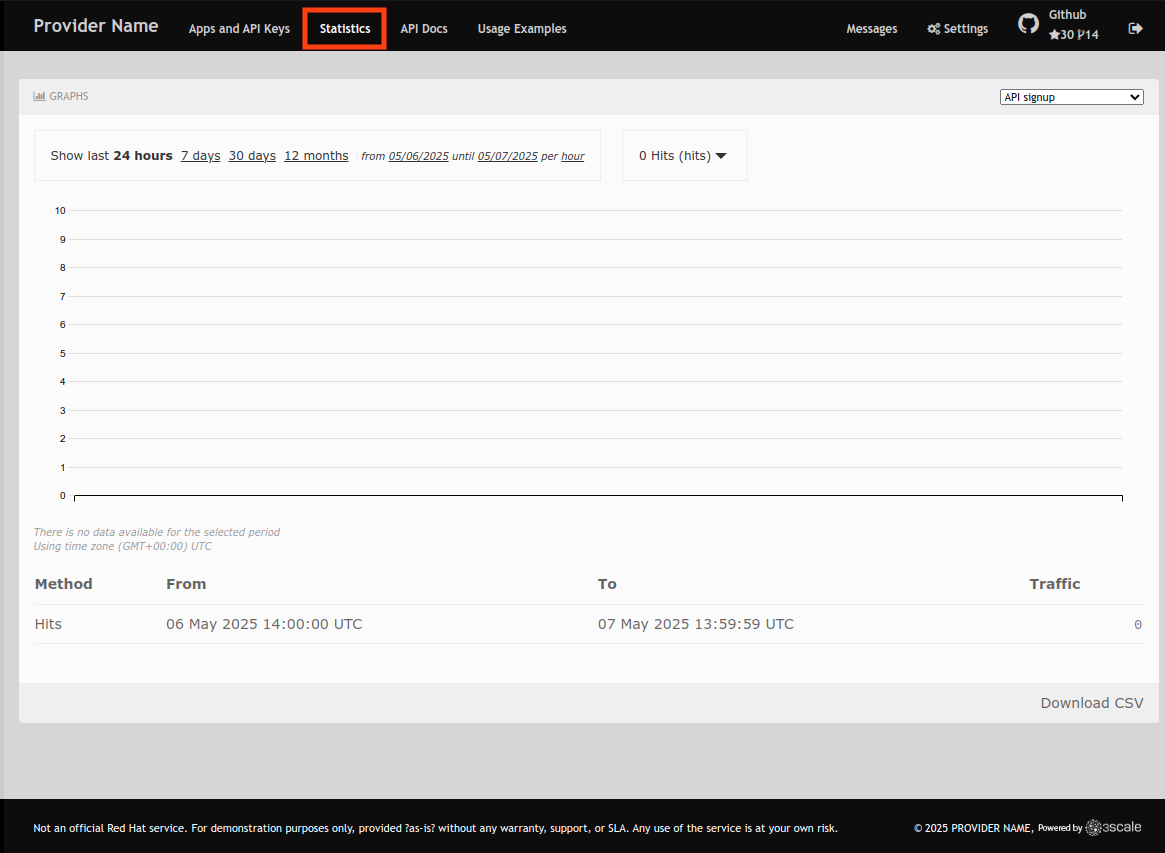 Provider Name
Apps and API Keys
Statistics
API Docs
Usage Examples
Messages
Settings
Github
30 14
GRAPHS
API signup
Show last 24 hours 7 days 30 days 12 months from 05/06/2025 until 05/07/2025 per hour
0 Hits (hits)
10
9
8
7
6
5
4
3
2
1
0
There is no data available for the selected period
Using time zone (GMT+00:00) UTC
Method From To Traffic
Hits 06 May 2025 14:00:00 UTC 07 May 2025 13:59:59 UTC 0
Download CSV
Not an official Red Hat service. For demonstration purposes only, provided ?as-is? without any warranty, support, or SLA. Any use of the service is at your own risk.
© 2025 PROVIDER NAME, Powered by 3scale